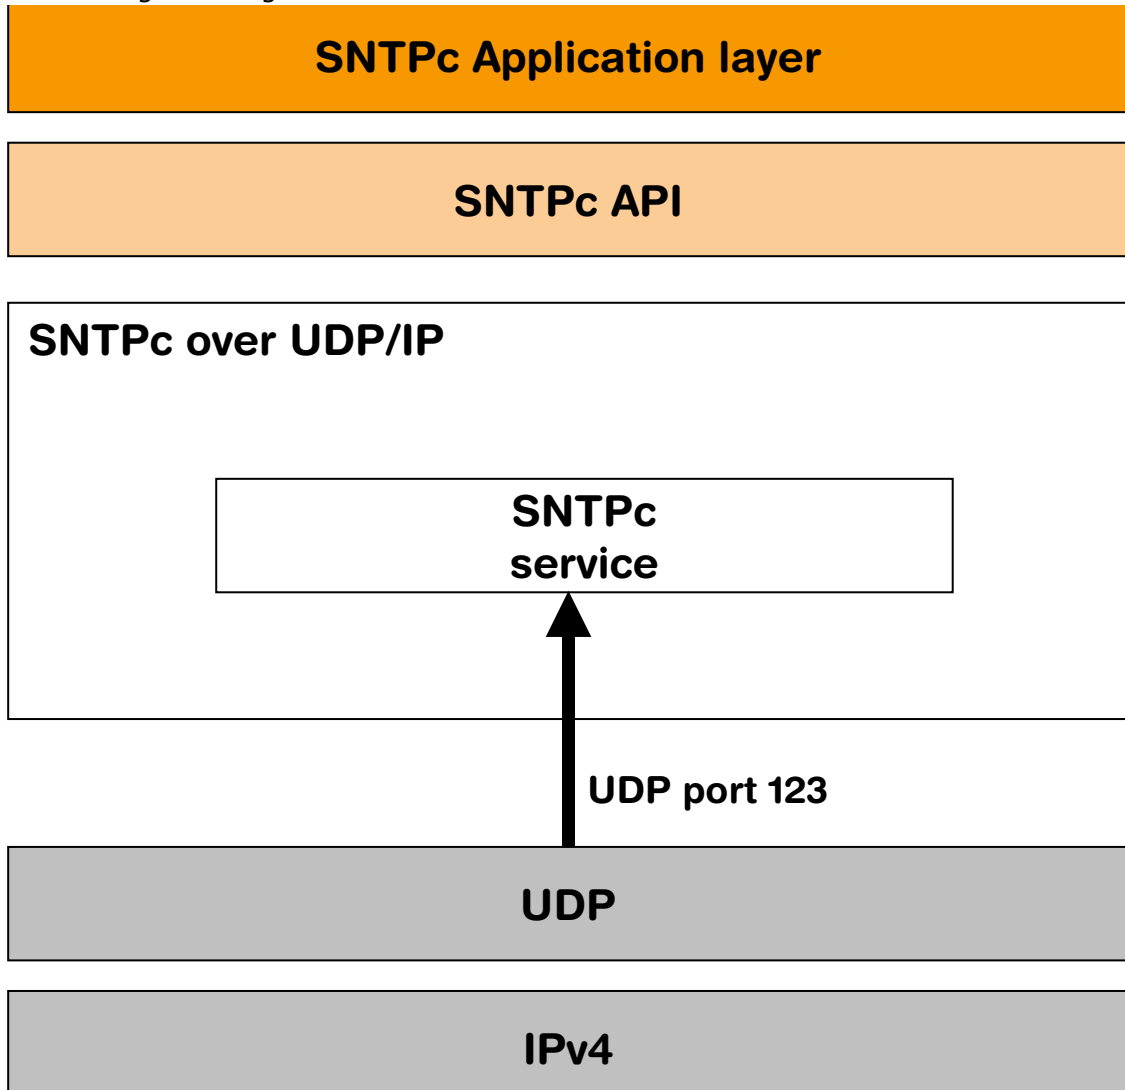 SNTPc Application layer
SNTPc API
SNTPc over UDP/IP
SNTPc
service
UDP port 123
UDP
IPv4